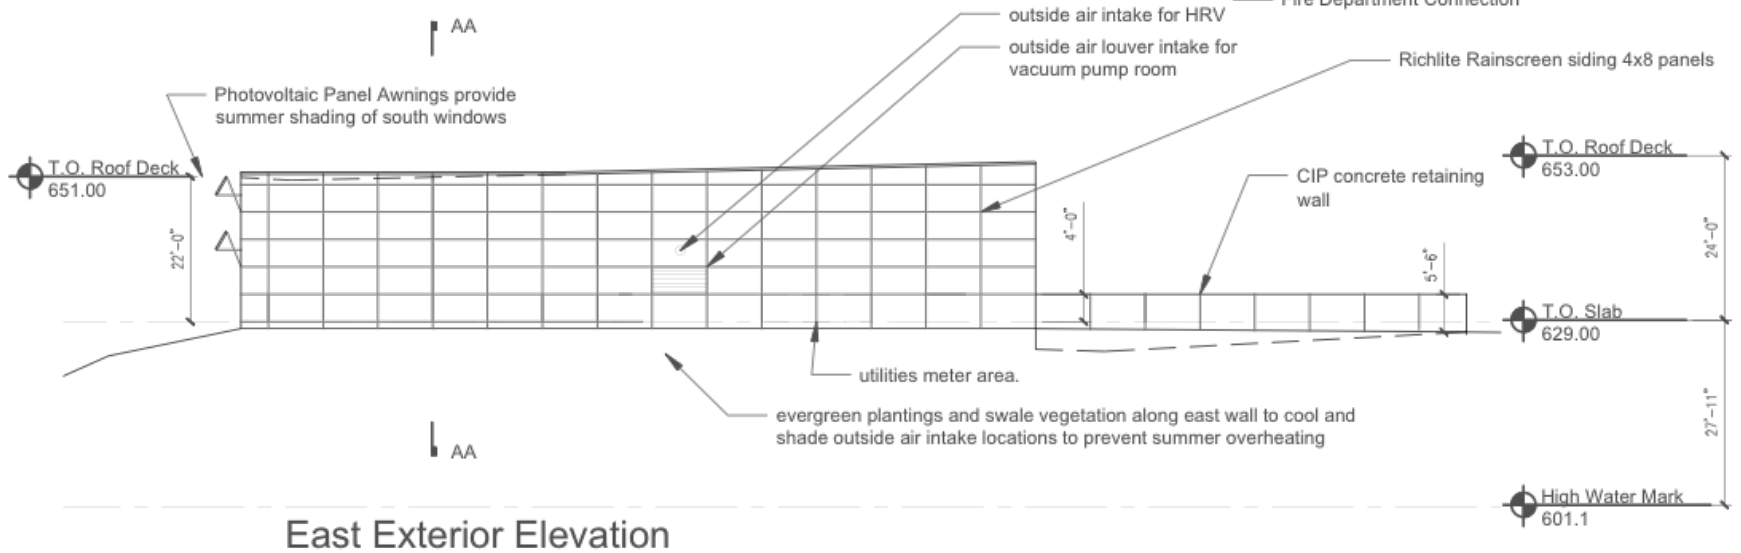 Fire Department Connection
outside air intake for HRV
AA
outside air louver intake for
vacuum pump room
Richlite Rainscreen siding 4x8 panels
Photovoltaic Panel Awnings provide
summer shading of south windows
T.O. Roof Deck
651.00
T.O. Roof Deck
653.00
CIP concrete retaining
wall
22'-0"
4'-0"
5'-6"
24'-0"
T.O. Slab
629.00
utilities meter area.
evergreen plantings and swale vegetation along east wall to cool and
shade outside air intake locations to prevent summer overheating
27'-11"
AA
High Water Mark
601.1
East Exterior Elevation